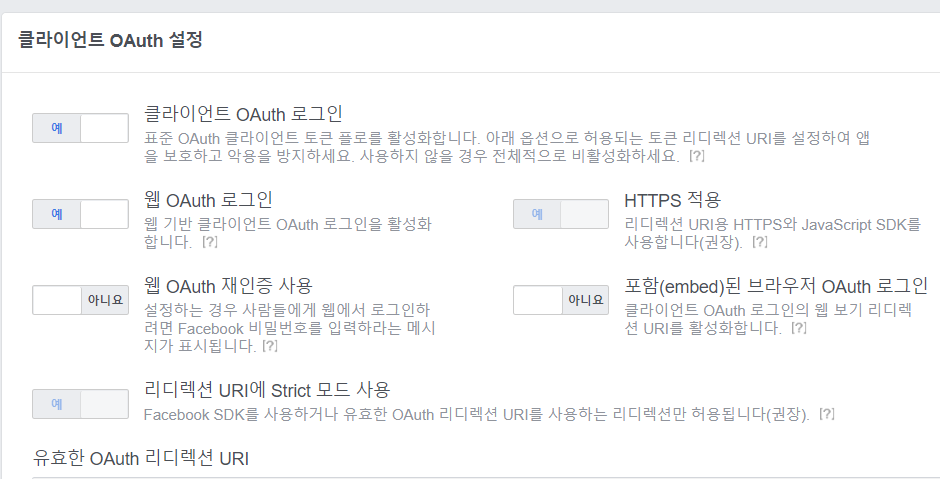 클라이언트 OAuth 설정
예
클라이언트 OAuth 로그인
표준 OAuth 클라이언트 토큰 플로를 활성화합니다. 아래 옵션으로 허용되는 토큰 리디렉션 URI를 설정하여 앱
을 보호하고 악용을 방지하세요. 사용하지 않을 경우 전체적으로 비활성화하세요. [?]
예
웹 OAuth 로그인
웹 기반 클라이언트 OAuth 로그인을 활성화
합니다. [?]
예
HTTPS 적용
리디렉션 URI용 HTTPS와 JavaScript SDK를
사용합니다(권장). [?]
아니요
웹 OAuth 재인증 사용
설정하는 경우 사람들에게 웹에서 로그인하
려면 Facebook 비밀번호를 입력하라는 메시
지가 표시됩니다. [?]
아니요
포함(embed)된 브라우저 OAuth 로그인
클라이언트 OAuth 로그인의 웹 보기 리디렉
션 URI를 활성화합니다. [?]
예
리디렉션 URI에 Strict 모드 사용
Facebook SDK를 사용하거나 유효한 OAuth 리디렉션 URI를 사용하는 리디렉션만 허용됩니다(권장). [?]
유효한 OAuth 리디렉션 URI